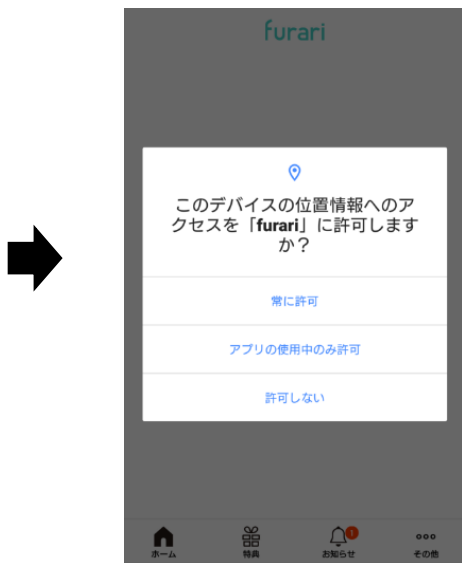 furari
このデバイスの位置情報へのア
クセスを「furari」に許可します
か？
常に許可
アプリの使用中のみ許可
許可しない
1
ホーム 特典 お知らせ その他